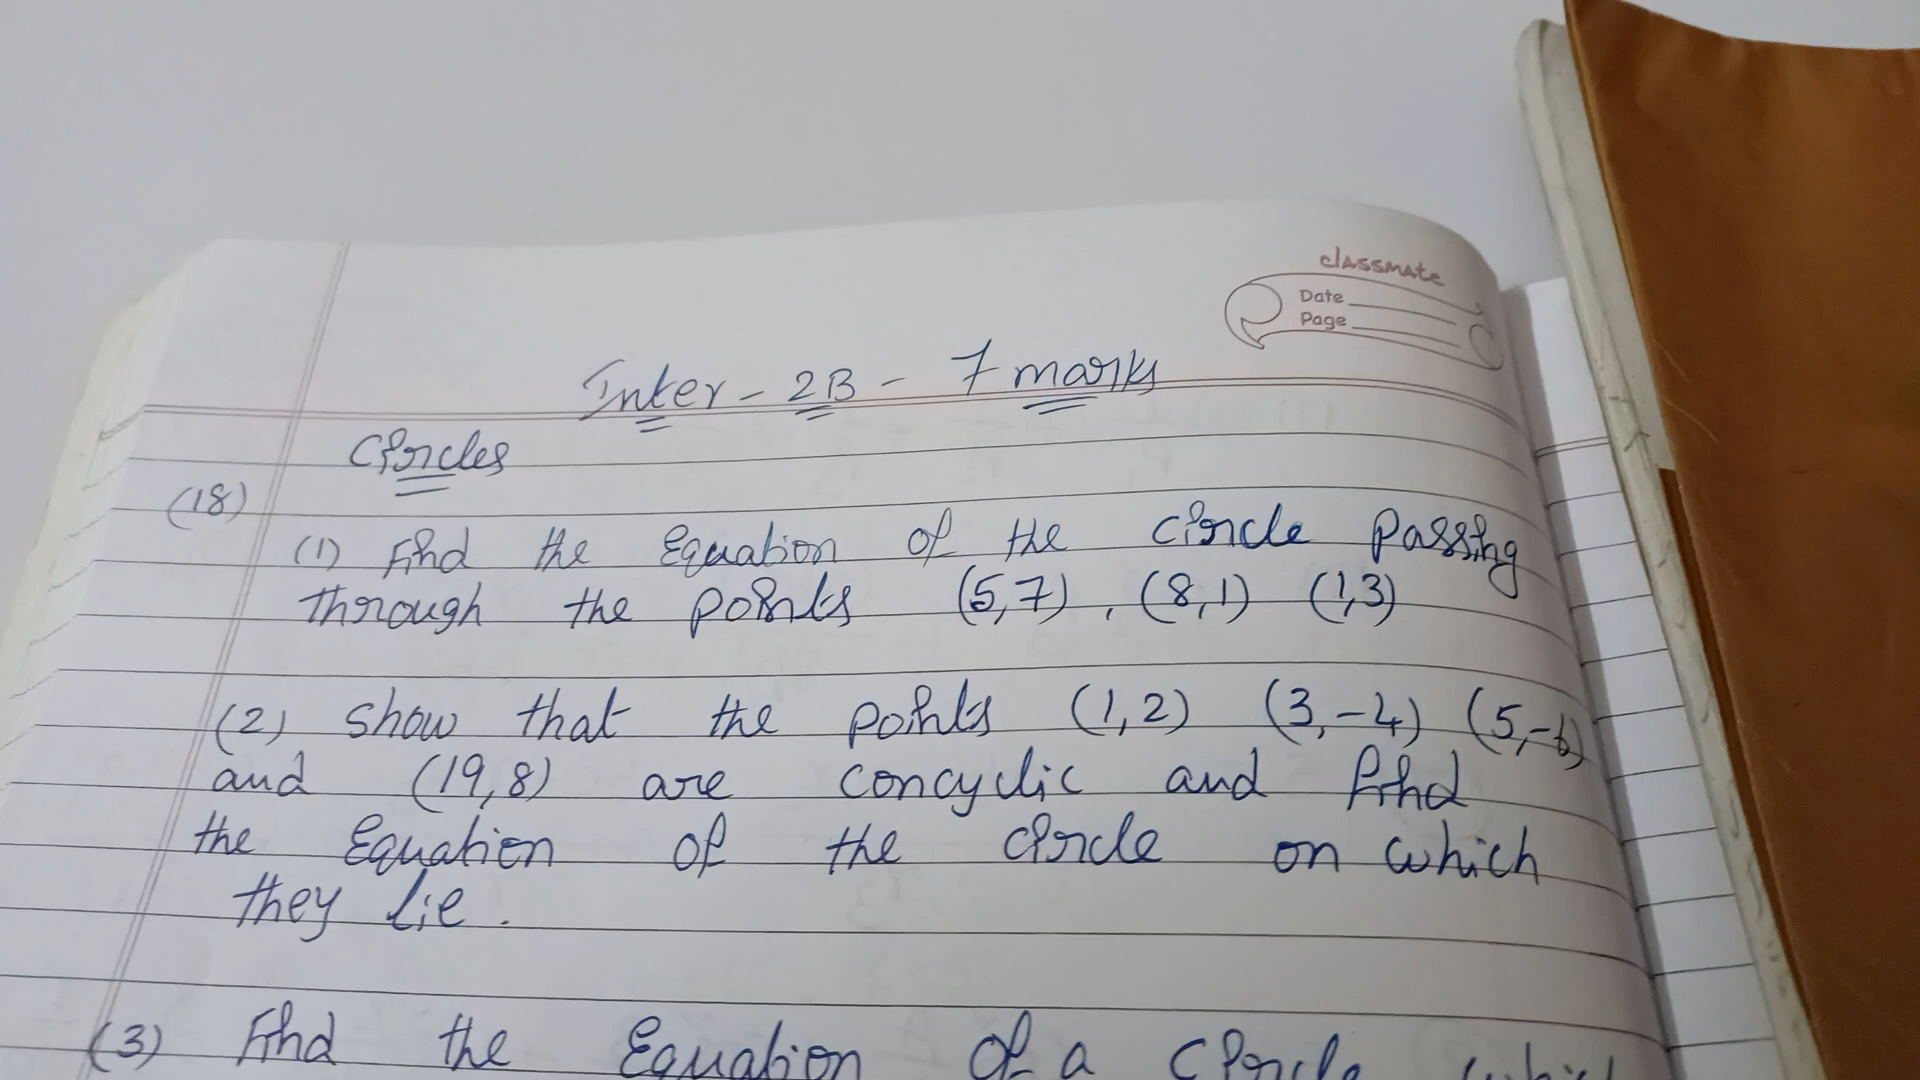 classmate
Date
Page
Inter - 2B - 7 marks
Circles
(18)
(1) Find the Equation of the circle passing
through the points (5,7), (8,1) (1,3)
(2) show that the points (1,2) (3,-4) (5,-6)
and (19,8) are concyclic and find
the Equation of the circle on which
they lie.
(3) Find the Equation of a circle which